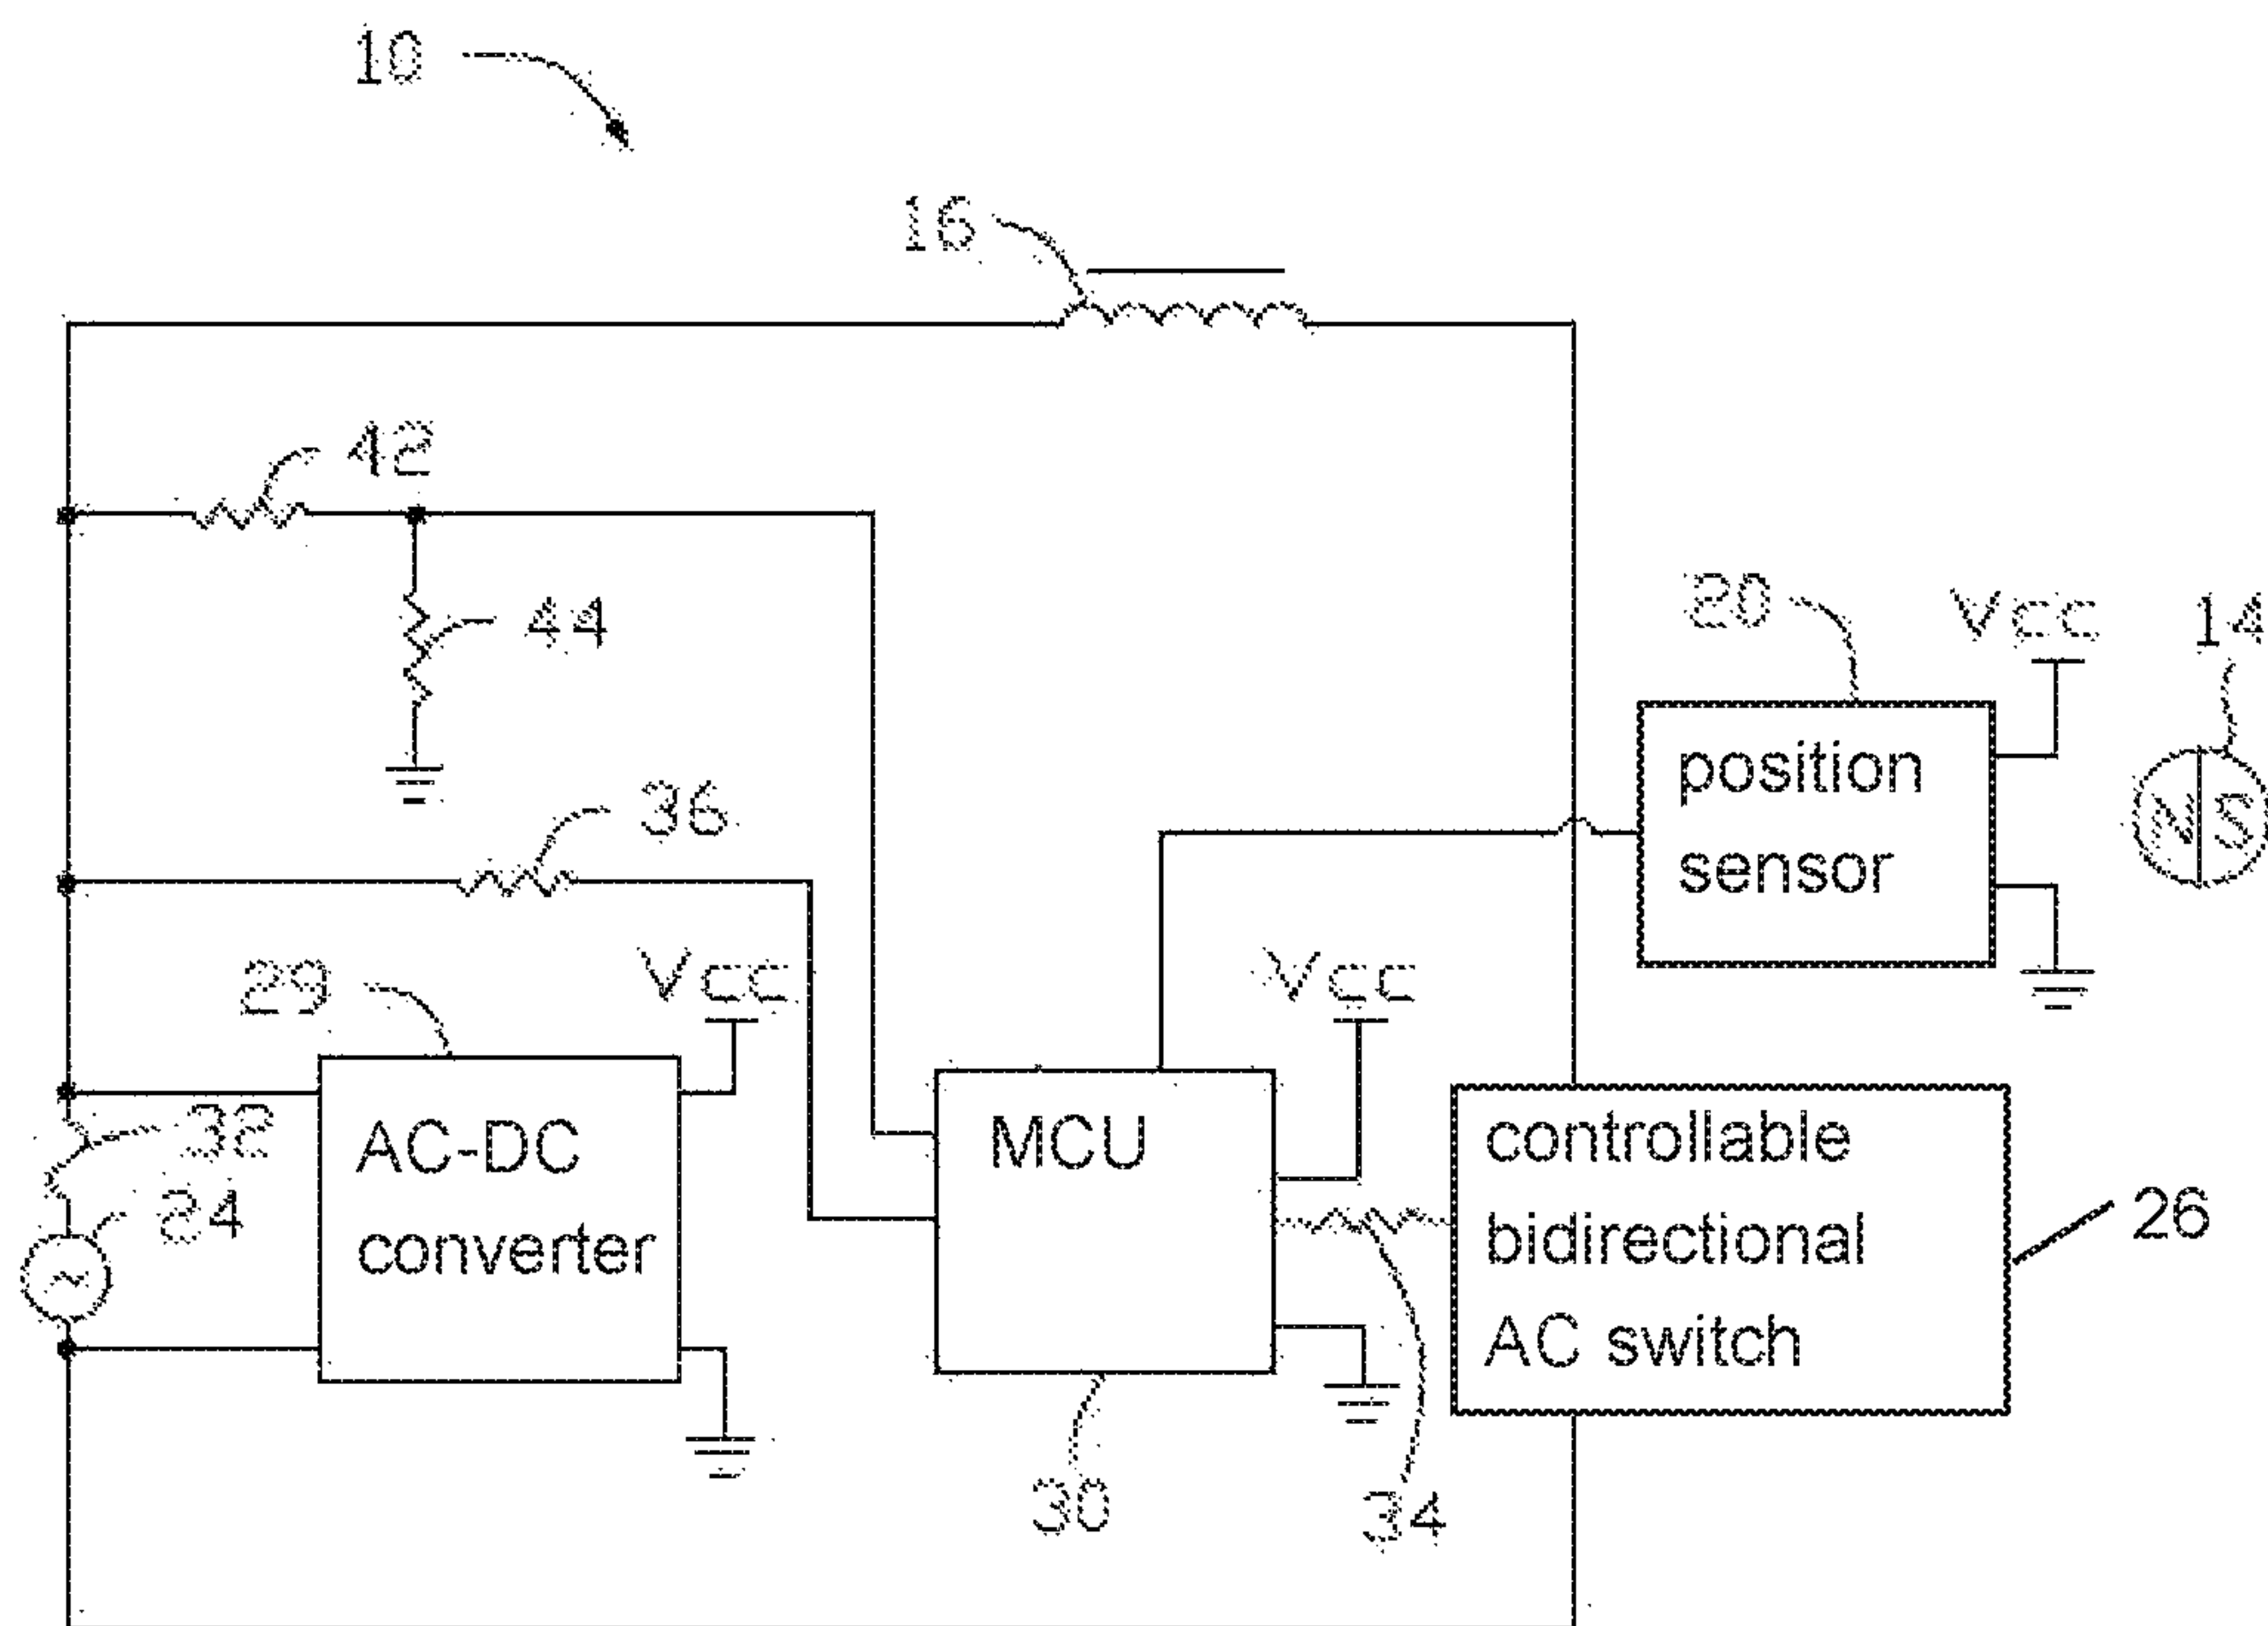 10
16
42
44
20
Vcc
14
position
sensor
N S
36
29
Vcc
Vcc
32
24
AC-DC
converter
MCU
controllable
bidirectional
AC switch
26
30
34